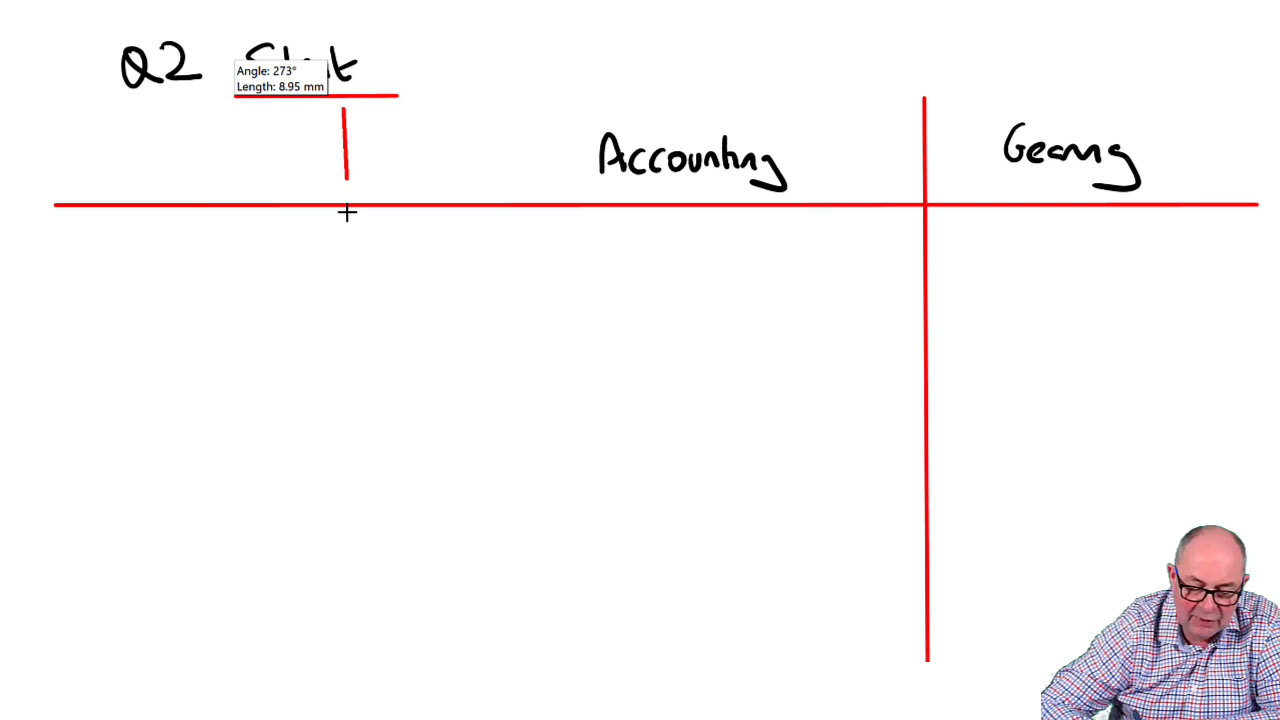 Q2
Angle: 273°
Length: 8.95 mm
Accounting
Gearing